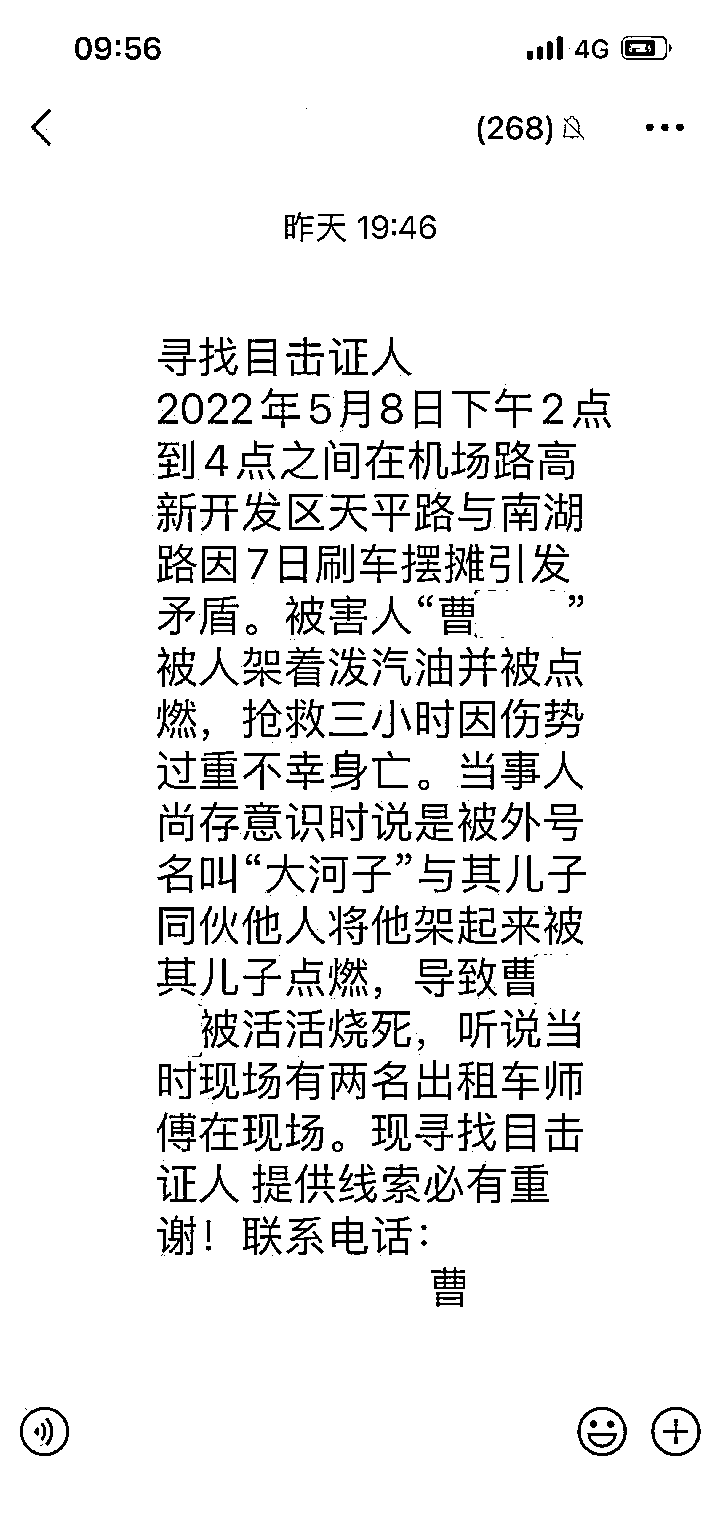 09:56
4G
(268)
昨天 19:46
寻找目击证人
2022年5月8日下午2点
到4点之间在机场路高
新开发区天平路与南湖
路因7日刷车摆摊引发
矛盾。被害人“曹”
被人架着泼汽油并被点
燃，抢救三小时因伤势
过重不幸身亡。当事人
尚存意识时说是被外号
名叫“大河子”与其儿子
同伙他人将他架起来被
其儿子点燃，导致曹
被活活烧死，听说当
时现场有两名出租车师
傅在现场。现寻找目击
证人 提供线索必有重
谢！联系电话：
曹